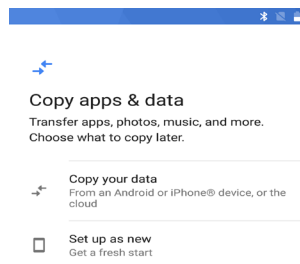 Copy apps & data
Transfer apps, photos, music, and more.
Choose what to copy later.
Copy your data
From an Android or iPhone® device, or the
cloud
Set up as new
Get a fresh start